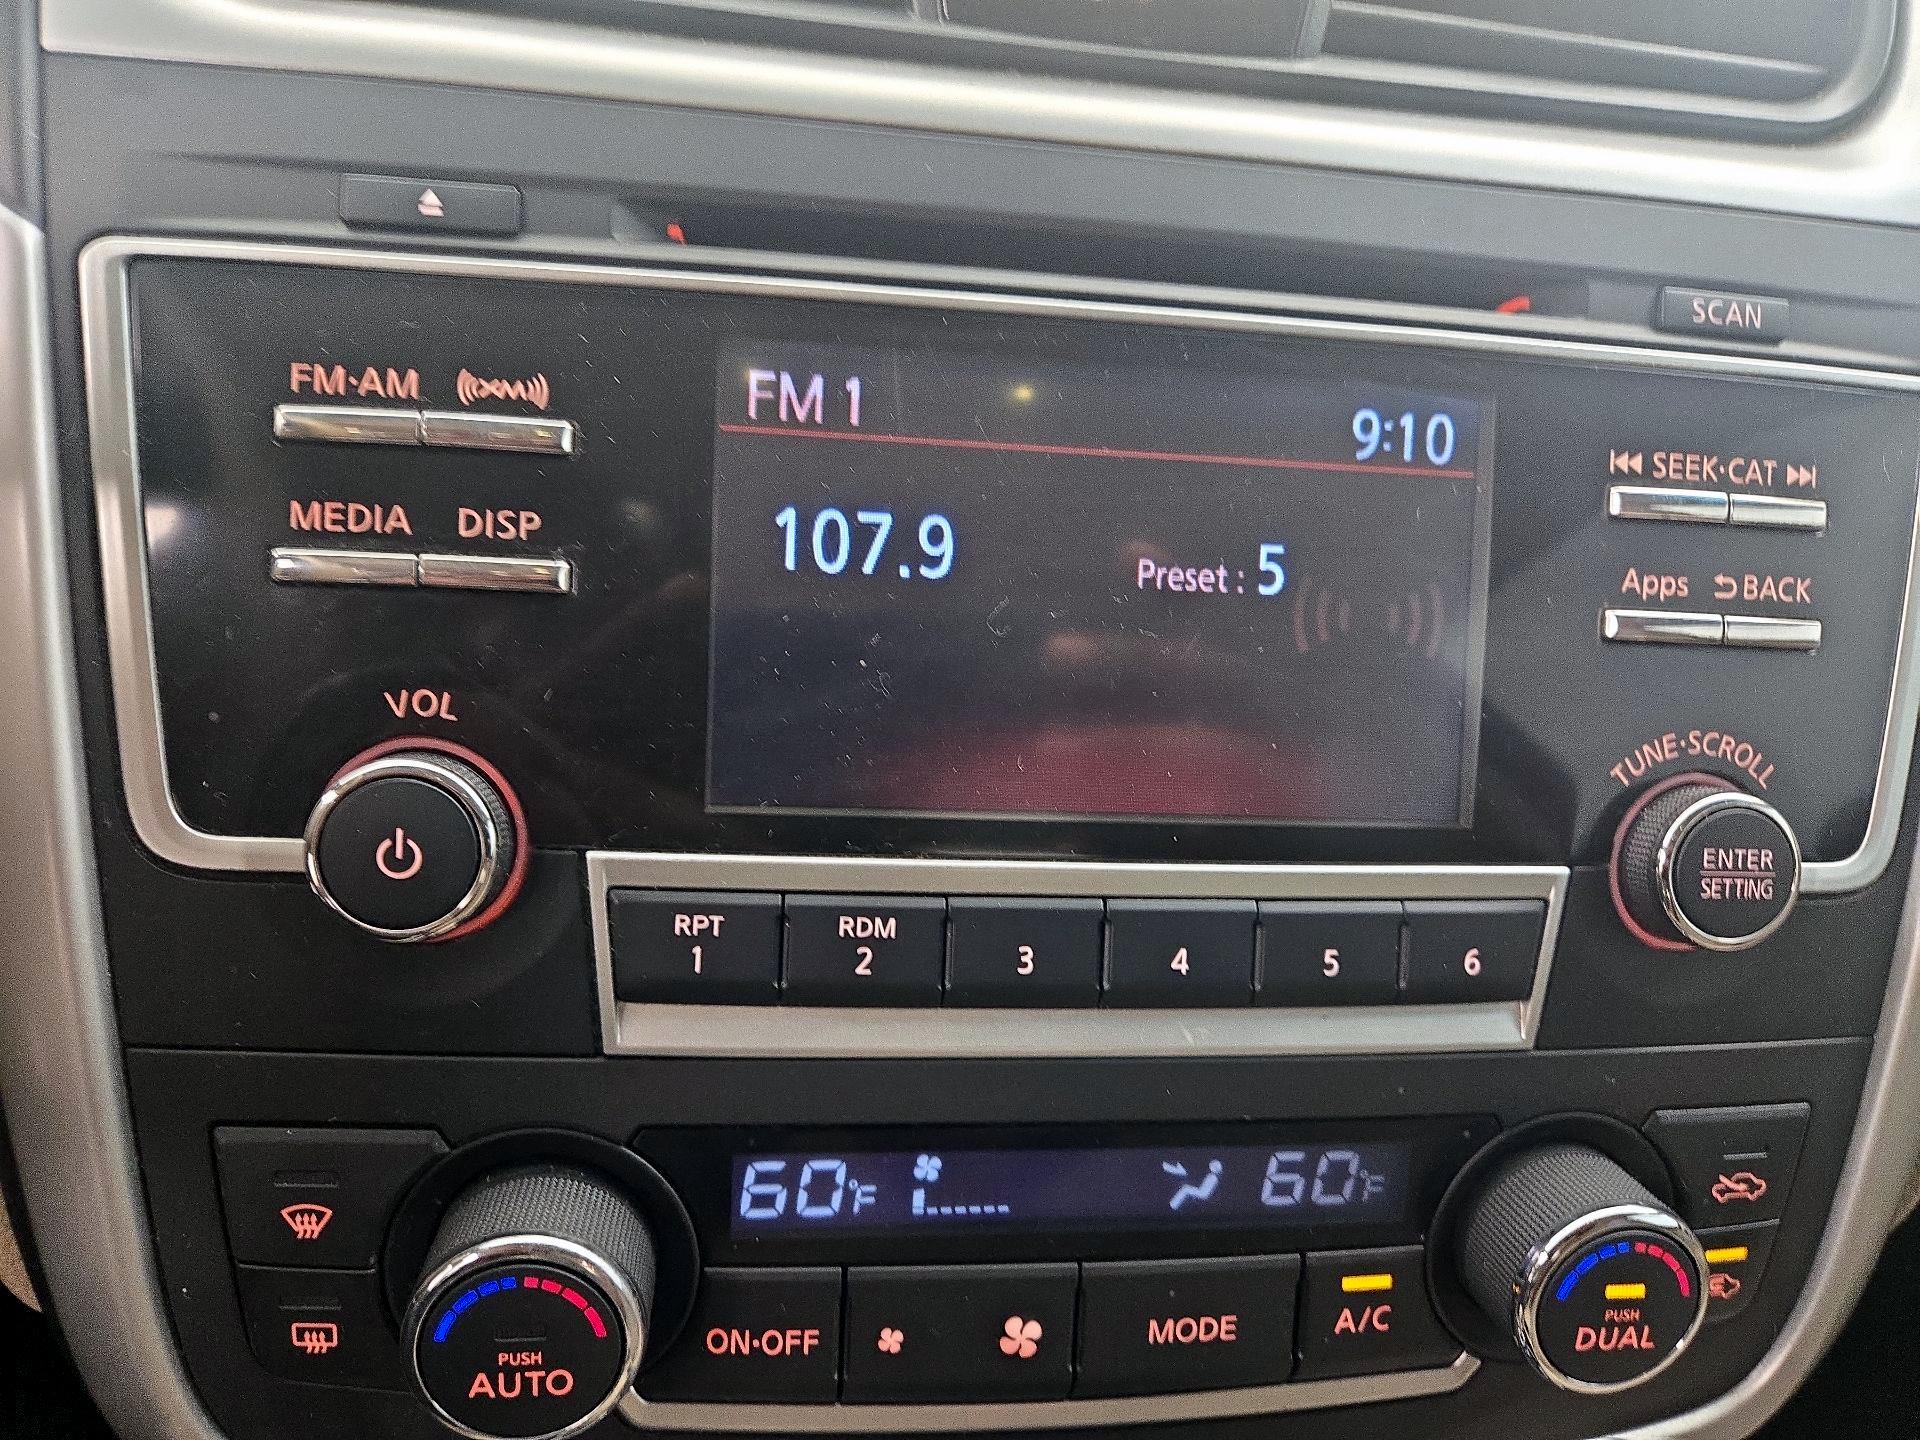 SCAN
FM·AM XM
FM 1
9:10
SEEK·CAT
MEDIA DISP
107.9
Preset : 5
Apps BACK
VOL
TUNE·SCROLL
ENTER
SETTING
RPT
1
RDM
2
3
4
5
6
60°F
60°F
ON·OFF
MODE
A/C
PUSH
AUTO
PUSH
DUAL